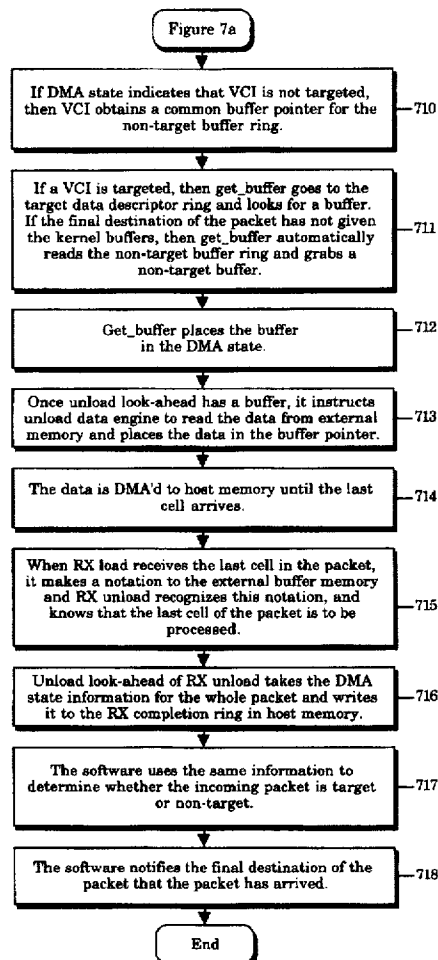 Figure 7a
If DMA state indicates that VCI is not targeted,
then VCI obtains a common buffer pointer for the
non-target buffer ring.
710
If a VCI is targeted, then get_buffer goes to the
target data descriptor ring and looks for a buffer.
If the final destination of the packet has not given
the kernel buffers, then get_buffer automatically
reads the non-target buffer ring and grabs a
non-target buffer.
711
Get_buffer places the buffer
in the DMA state.
712
Once unload look-ahead has a buffer, it instructs
unload data engine to read the data from external
memory and places the data in the buffer pointer.
713
The data is DMA'd to host memory until the last
cell arrives.
714
When RX load receives the last cell in the packet,
it makes a notation to the external buffer memory
and RX unload recognizes this notation, and
knows that the last cell of the packet is to be
processed.
715
Unload look-ahead of RX unload takes the DMA
state information for the whole packet and writes
it to the RX completion ring in host memory.
716
The software uses the same information to
determine whether the incoming packet is target
or non-target.
717
The software notifies the final destination of the
packet that the packet has arrived.
718
End